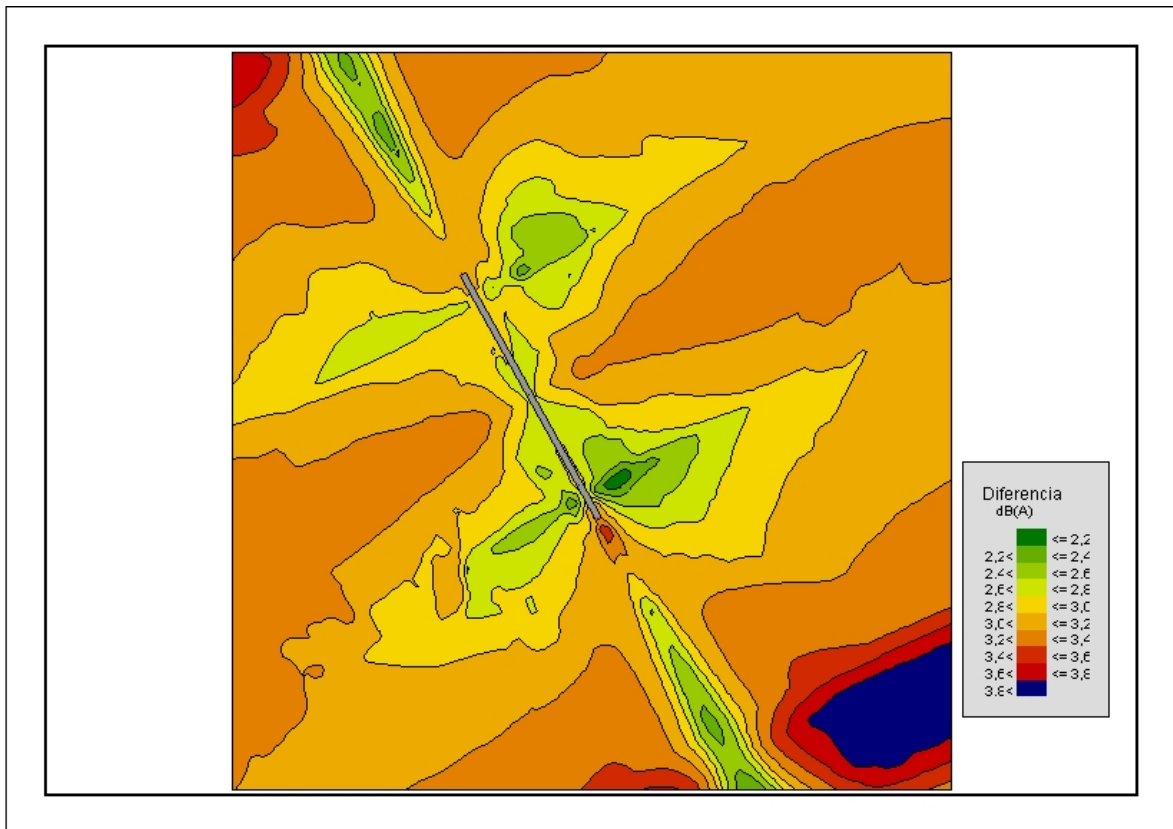 Diferencia
dB(A)
<= 2,2
2,2< <= 2,4
2,4< <= 2,6
2,6< <= 2,8
2,8< <= 3,0
3,0< <= 3,2
3,2< <= 3,4
3,4< <= 3,6
3,6< <= 3,8
3,8<